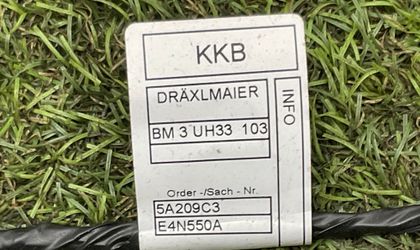 KKB
DRÄXLMAIER
BM 3 UH33 103
INFO
Order -/Sach - Nr.
5A209C3
E4N550A